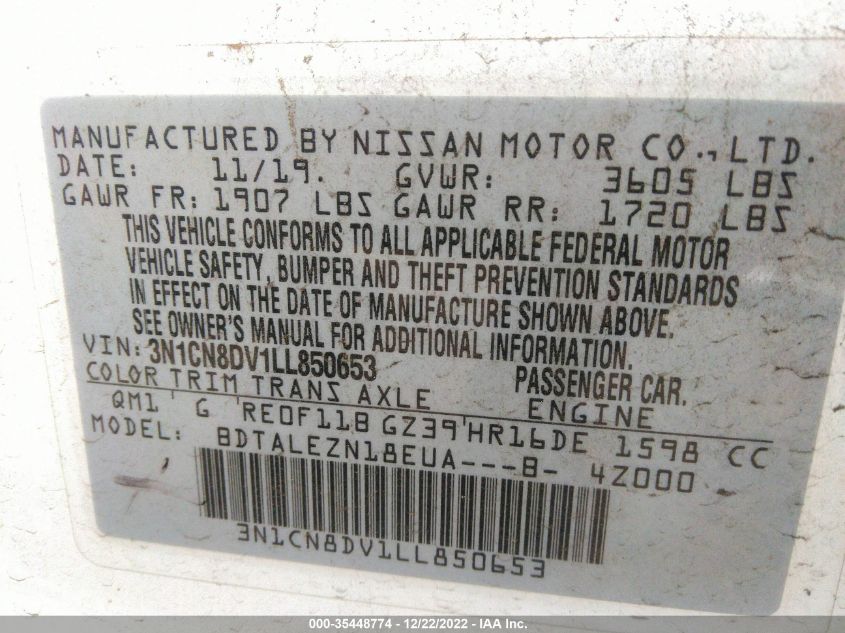 MANUFACTURED BY NISSAN MOTOR CO., LTD.
DATE: 11/19. GVWR: 3605 LBS
GAWR FR: 1907 LBS GAWR RR: 1720 LBS
THIS VEHICLE CONFORMS TO ALL APPLICABLE FEDERAL MOTOR
VEHICLE SAFETY, BUMPER AND THEFT PREVENTION STANDARDS
IN EFFECT ON THE DATE OF MANUFACTURE SHOWN ABOVE.
SEE OWNER'S MANUAL FOR ADDITIONAL INFORMATION.
VIN: 3N1CN8DV1LL850653 PASSENGER CAR.
COLOR TRIM TRANS AXLE ENGINE
QM1 G RE0F11B GZ39 HR16DE 1598 CC
MODEL: BDTALEZN18EUA---B- 4Z000
3N1CN8DV1LL850653
000-35448774 - 12/22/2022 - IAA Inc.